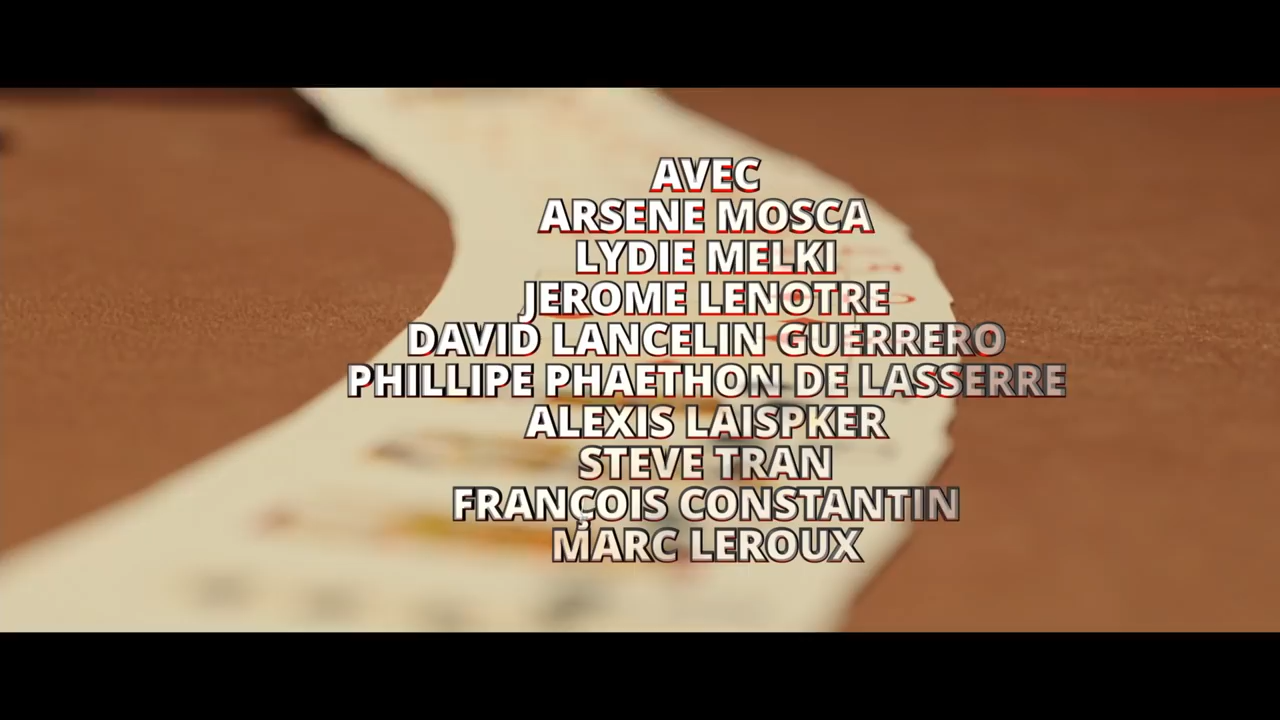 AVEC
ARSENE MOSCA
LYDIE MELKI
JEROME LENOTRE
DAVID LANCELIN GUERRERO
PHILLIPE PHAETHON DE LASSERRE
ALEXIS LAISPKER
STEVE TRAN
FRANÇOIS CONSTANTIN
MARC LEROUX